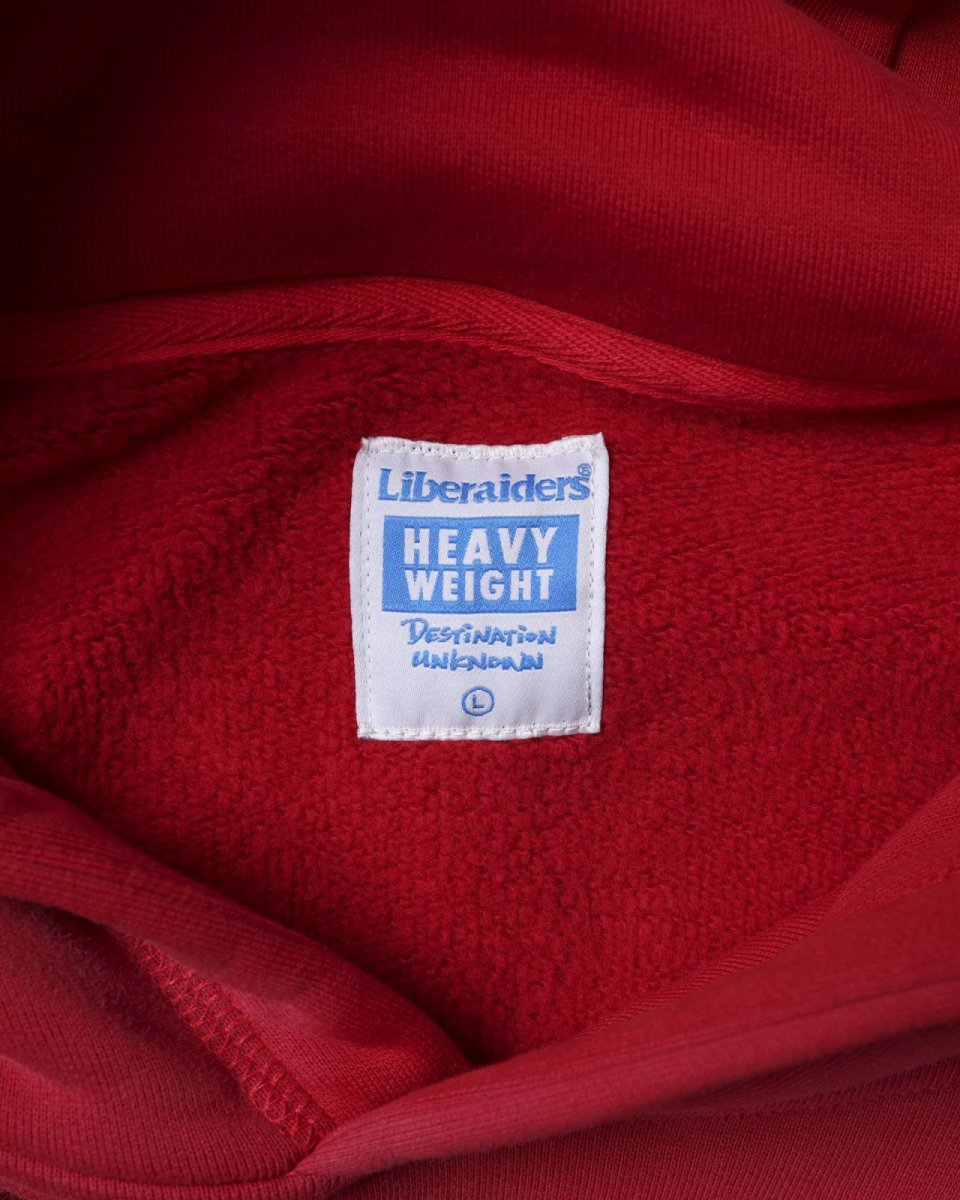 Liberaiders®
HEAVY
WEIGHT
DESTINATION
UNKNOWN
L